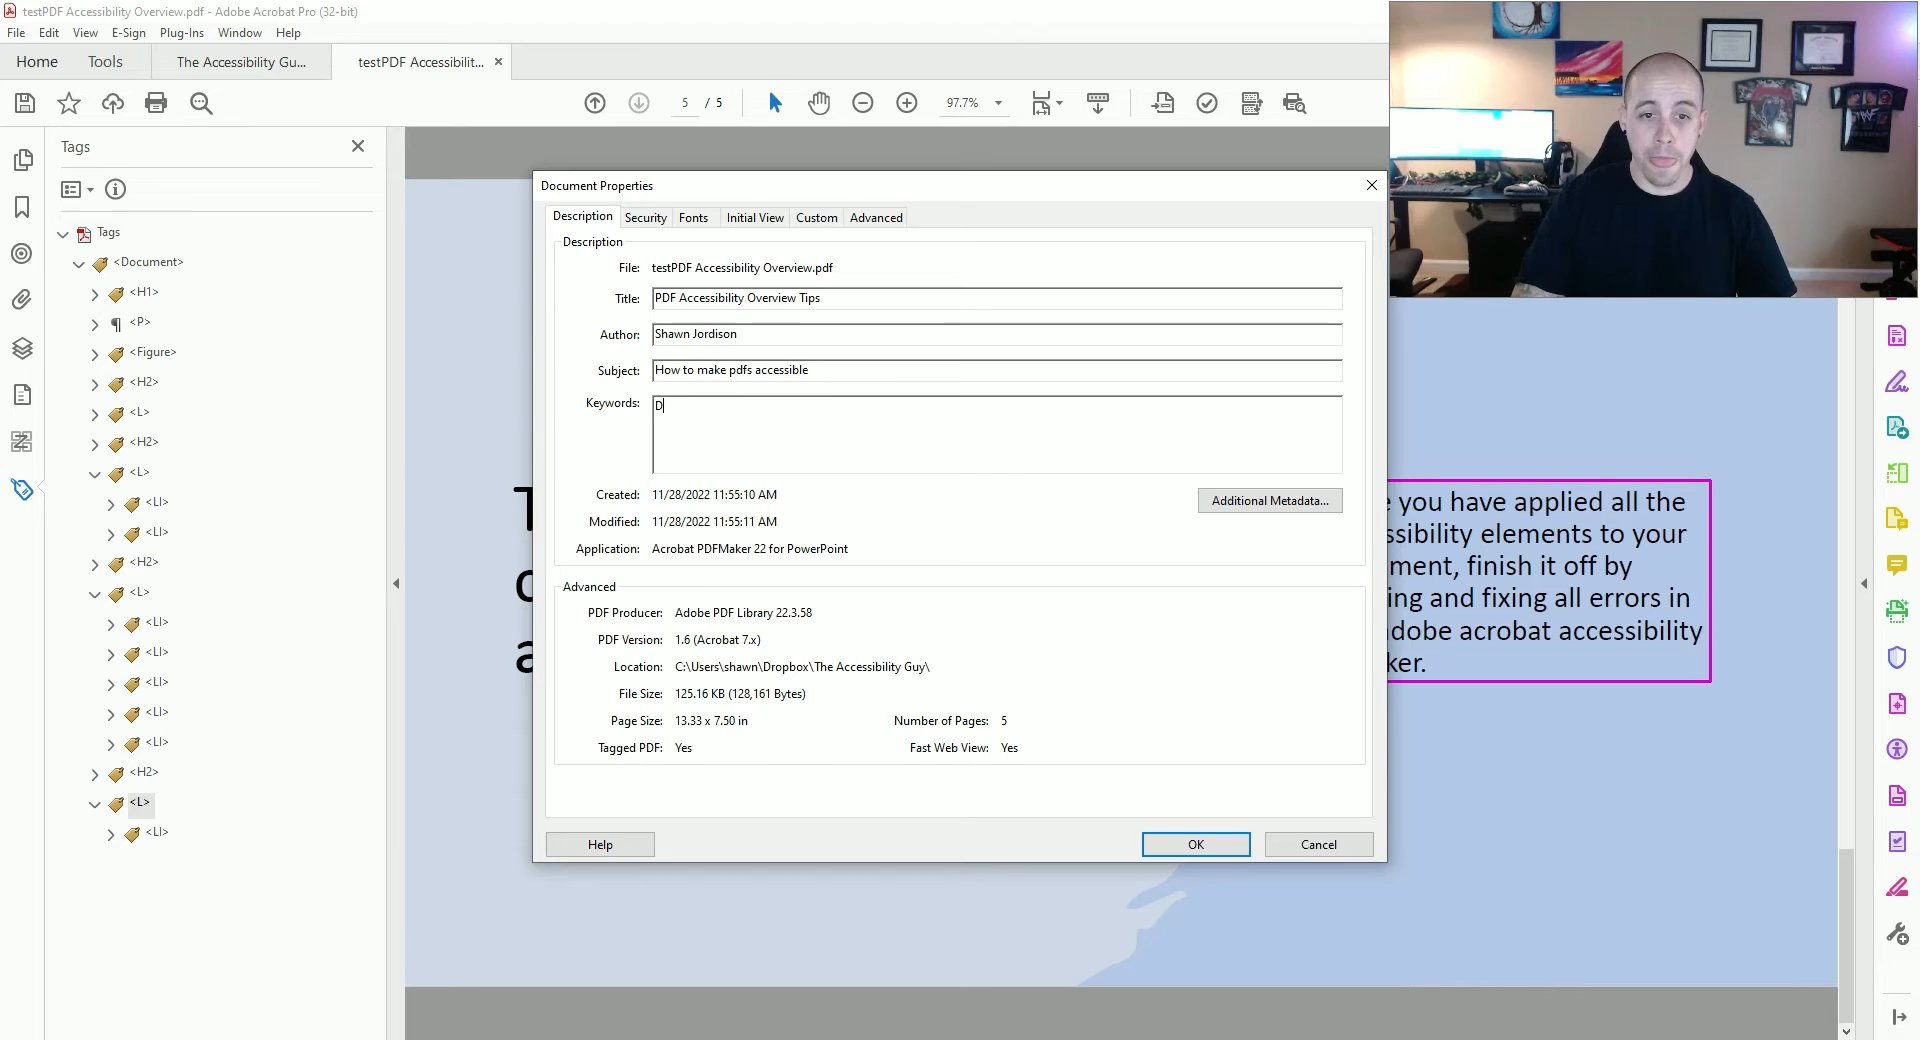 testPDF Accessibility Overview.pdf - Adobe Acrobat Pro (32-bit)
File Edit View E-Sign Plug-Ins Window Help
Home Tools The Accessibility Gu... testPDF Accessibilit...
5 / 5 97.7%
Tags
Tags
<Document>
<H1>
<P>
<Figure>
<H2>
<L>
<H2>
<L>
<LI>
<LI>
<H2>
<L>
<LI>
<LI>
<LI>
<LI>
<LI>
<H2>
<L>
<LI>
Document Properties
Description Security Fonts Initial View Custom Advanced
Description
File: testPDF Accessibility Overview.pdf
Title: PDF Accessibility Overview Tips
Author: Shawn Jordison
Subject: How to make pdfs accessible
Keywords: D
Created: 11/28/2022 11:55:10 AM
Additional Metadata...
Modified: 11/28/2022 11:55:11 AM
Application: Acrobat PDFMaker 22 for PowerPoint
Advanced
PDF Producer: Adobe PDF Library 22.3.58
PDF Version: 1.6 (Acrobat 7.x)
Location: C:\Users\shawn\Dropbox\The Accessibility Guy\
File Size: 125.16 KB (128,161 Bytes)
Page Size: 13.33 x 7.50 in Number of Pages: 5
Tagged PDF: Yes Fast Web View: Yes
Help OK Cancel
you have applied all the
ssibility elements to your
ment, finish it off by
ing and fixing all errors in
dobe acrobat accessibility
ker.